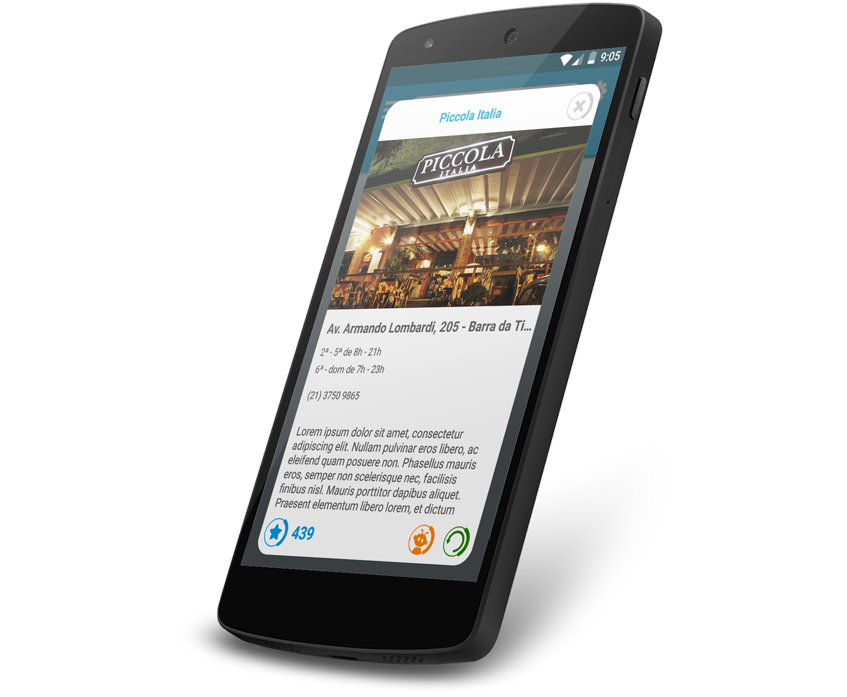 9:05
Piccola Italia
PICCOLA
ITALIA
Av. Armando Lombardi, 205 - Barra da Ti...
2ª - 5ª de 8h - 21h
6ª - dom de 7h - 23h
(21) 3750 9865
Lorem ipsum dolor sit amet, consectetur
adipiscing elit. Nullam pulvinar eros libero, ac
eleifend quam posuere non. Phasellus mauris
eros, semper non scelerisque nec, facilisis
finibus nisl. Mauris porttitor dapibus aliquet.
Praesent elementum libero lorem, et dictum
439